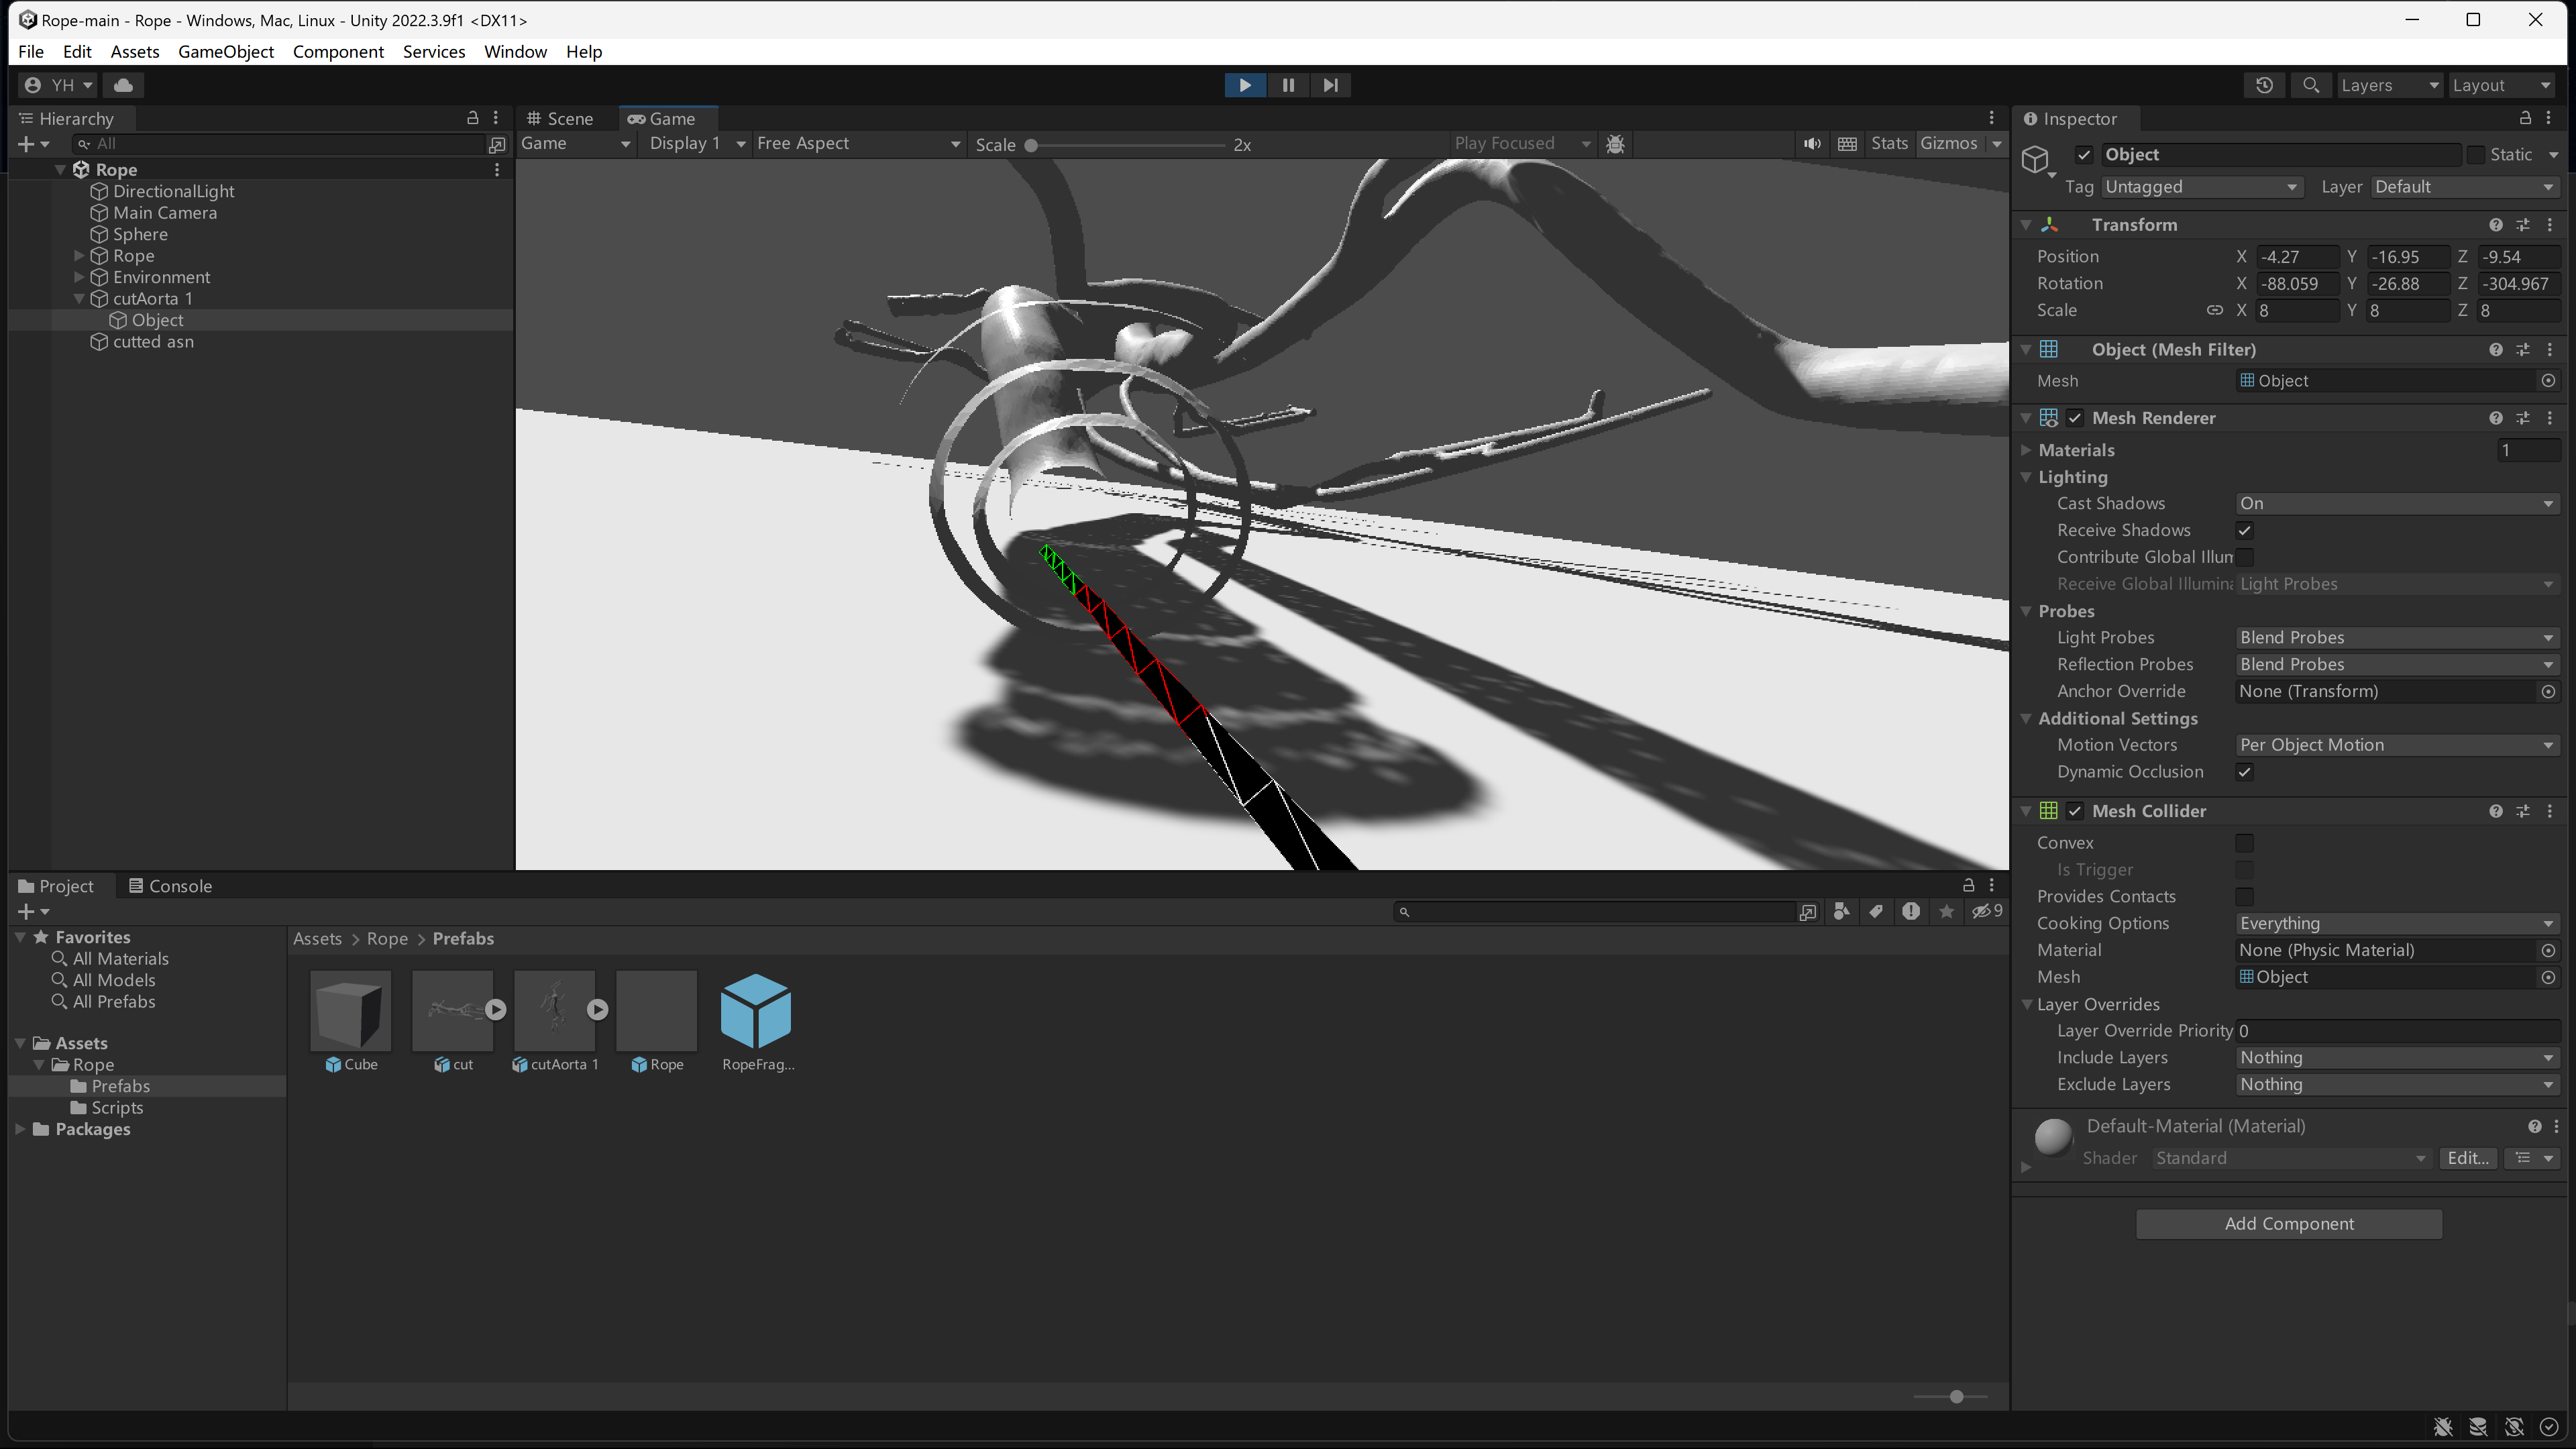 Rope-main - Rope - Windows, Mac, Linux - Unity 2022.3.9f1 <DX11>
File Edit Assets GameObject Component Services Window Help
YH Layers Layout
Hierarchy
All
Rope
DirectionalLight
Main Camera
Sphere
Rope
Environment
cutAorta 1
Object
cutted asn
Scene Game
Game Display 1 Free Aspect Scale 2x Play Focused Stats Gizmos
Inspector
Object Static
Tag Untagged Layer Default
Transform
Position X -4.27 Y -16.95 Z -9.54
Rotation X -88.059 Y -26.88 Z -304.967
Scale X 8 Y 8 Z 8
Object (Mesh Filter)
Mesh Object
Mesh Renderer
Materials 1
Lighting
Cast Shadows On
Receive Shadows
Contribute Global Illum
Receive Global Illumina Light Probes
Probes
Light Probes Blend Probes
Reflection Probes Blend Probes
Anchor Override None (Transform)
Additional Settings
Motion Vectors Per Object Motion
Dynamic Occlusion
Mesh Collider
Convex
Is Trigger
Provides Contacts
Cooking Options Everything
Material None (Physic Material)
Mesh Object
Layer Overrides
Layer Override Priority 0
Include Layers Nothing
Exclude Layers Nothing
Default-Material (Material)
Shader Standard Edit...
Add Component
Project Console
9
Favorites
All Materials
All Models
All Prefabs
Assets
Rope
Prefabs
Scripts
Packages
Assets > Rope > Prefabs
Cube cut cutAorta 1 Rope RopeFrag...